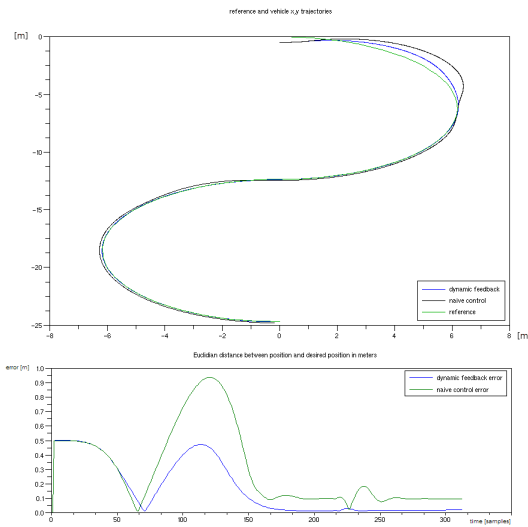 reference and vehicle x,y trajectories
[m]
0
−5
−10
−15
−20
−25
dynamic feedback
naive control
reference
−8 −6 −4 −2 0 2 4 6 8
[m
Euclidian distance between position and desired position in meters
error [m]
1.0
0.9
0.8
0.7
0.6
0.5
0.4
0.3
0.2
0.1
0.0
dynamic feedback error
naive control error
0 50 100 150 200 250 300
time [samples]